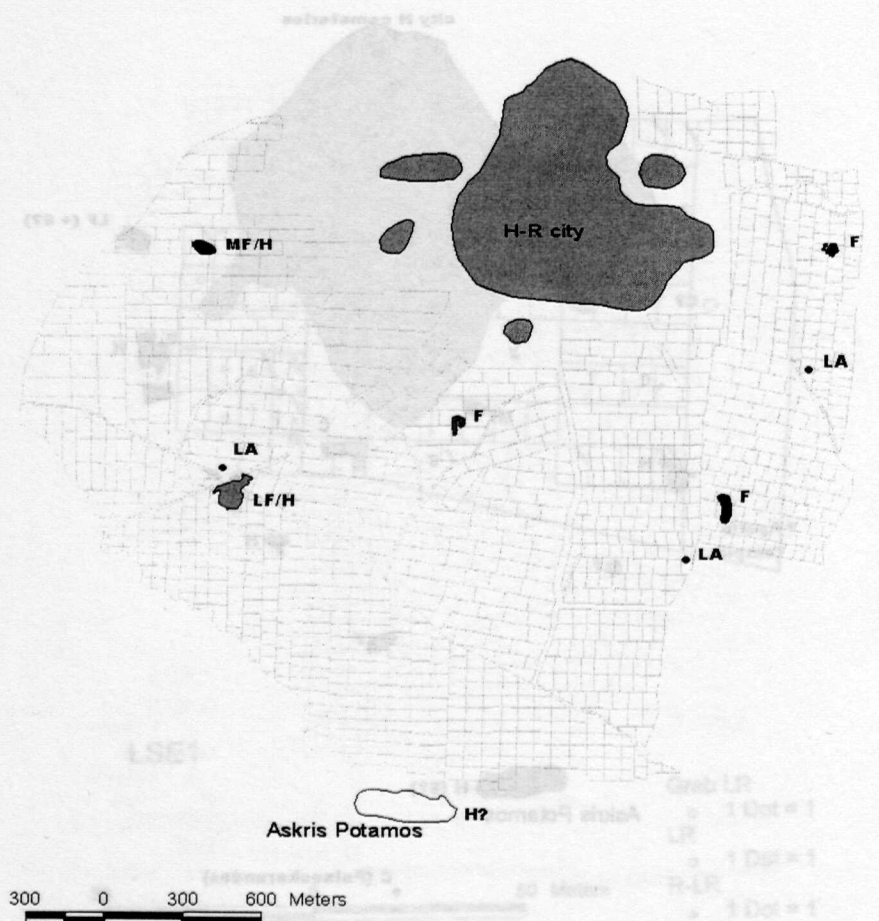 H-R city
MF/H
F
LA
F
LA
LF/H
F
LA
H?
Askris Potamos
300 0 300 600 Meters